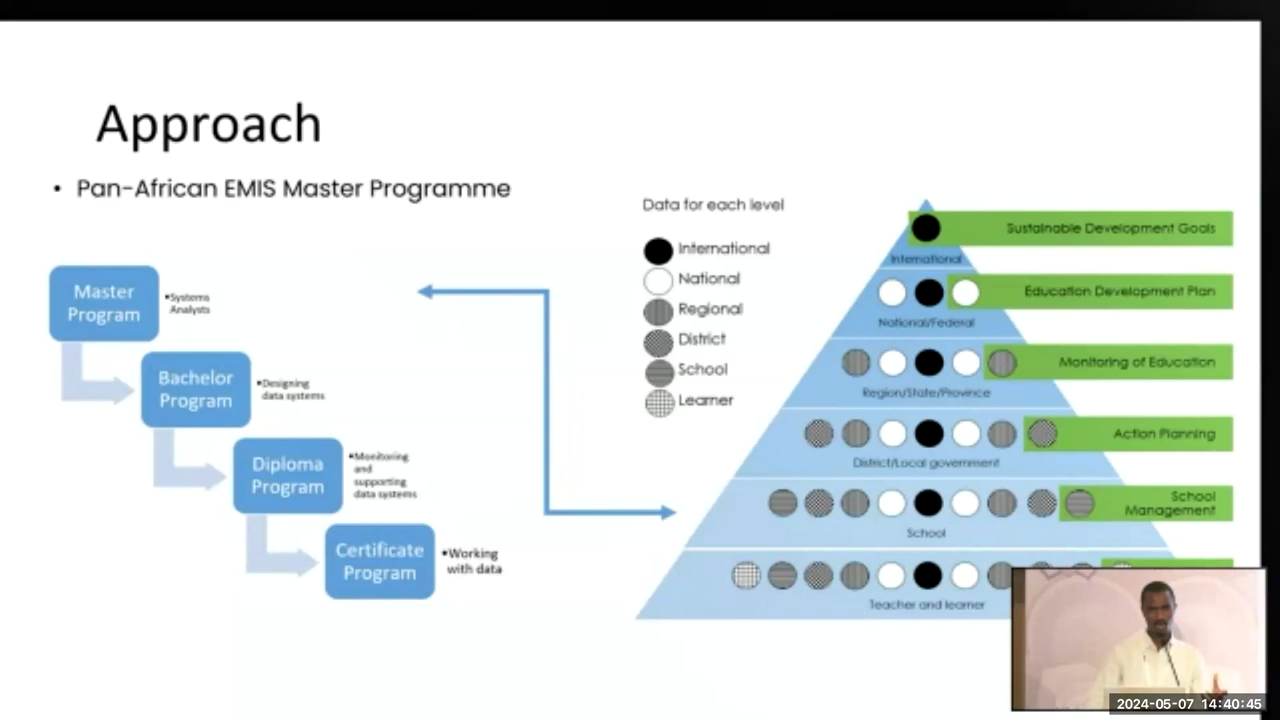 Approach
• Pan-African EMIS Master Programme
Master
Program
•Systems
Analysts
Bachelor
Program
•Designing
data systems
Diploma
Program
•Monitoring
and
supporting
data systems
Certificate
Program
•Working
with data
Data for each level
International
National
Regional
District
School
Learner
Sustainable Development Goals
International
Education Development Plan
National/Federal
Monitoring of Education
Region/State/Province
Action Planning
District/Local government
School
Management
School
Teacher and learner
2024-05-07 14:40:45